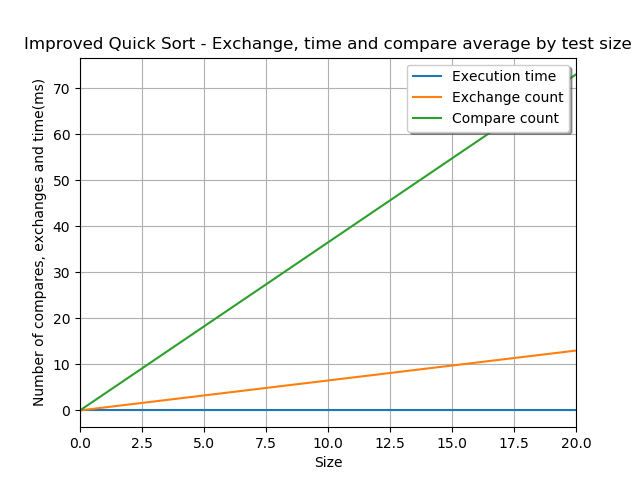 Improved Quick Sort - Exchange, time and compare average by test size
Execution time
Exchange count
Compare count
Number of compares, exchanges and time(ms)
70
60
50
40
30
20
10
0
0.0 2.5 5.0 7.5 10.0 12.5 15.0 17.5 20.0
Size